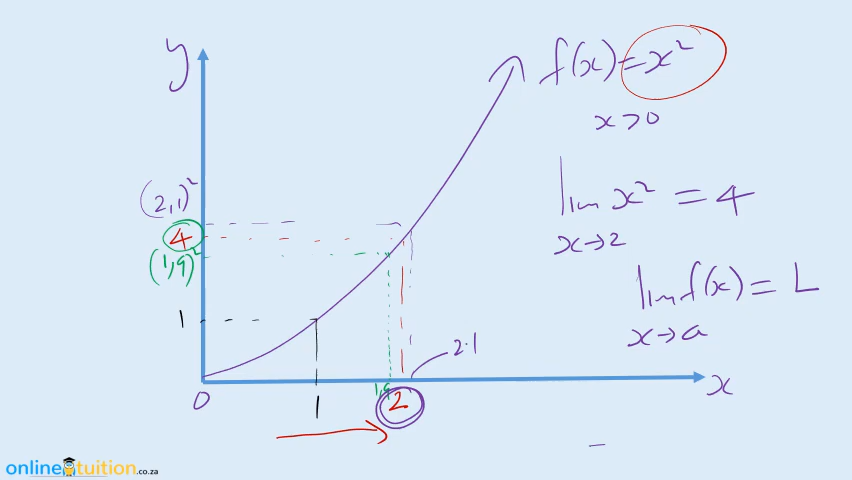 y
f(x) = x²
x > 0
(2,1)²
lim x² = 4
x→2
4
(1,9)²
lim f(x) = L
x→a
1
2.1
x
0
1
1,9
2
onlinetuition.co.za